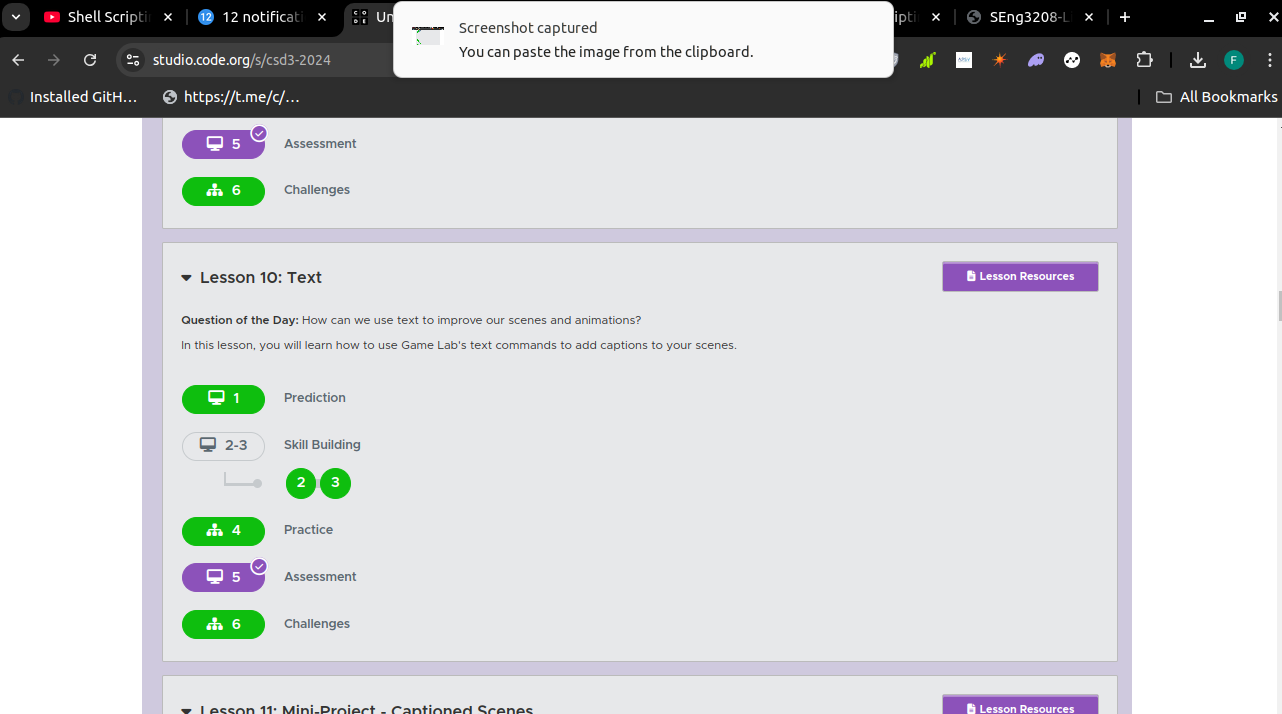 Shell Scripti
12
12 notificati
CODE
Un
Screenshot captured
You can paste the image from the clipboard.
SEng3208-L
studio.code.org/s/csd3-2024
F
Installed GitH...
https://t.me/c/...
All Bookmarks
5 Assessment
6 Challenges
Lesson 10: Text
Lesson Resources
Question of the Day: How can we use text to improve our scenes and animations?
In this lesson, you will learn how to use Game Lab's text commands to add captions to your scenes.
1 Prediction
2-3 Skill Building
2 3
4 Practice
5 Assessment
6 Challenges
Lesson 11: Mini-Project - Captioned Scenes
Lesson Resources